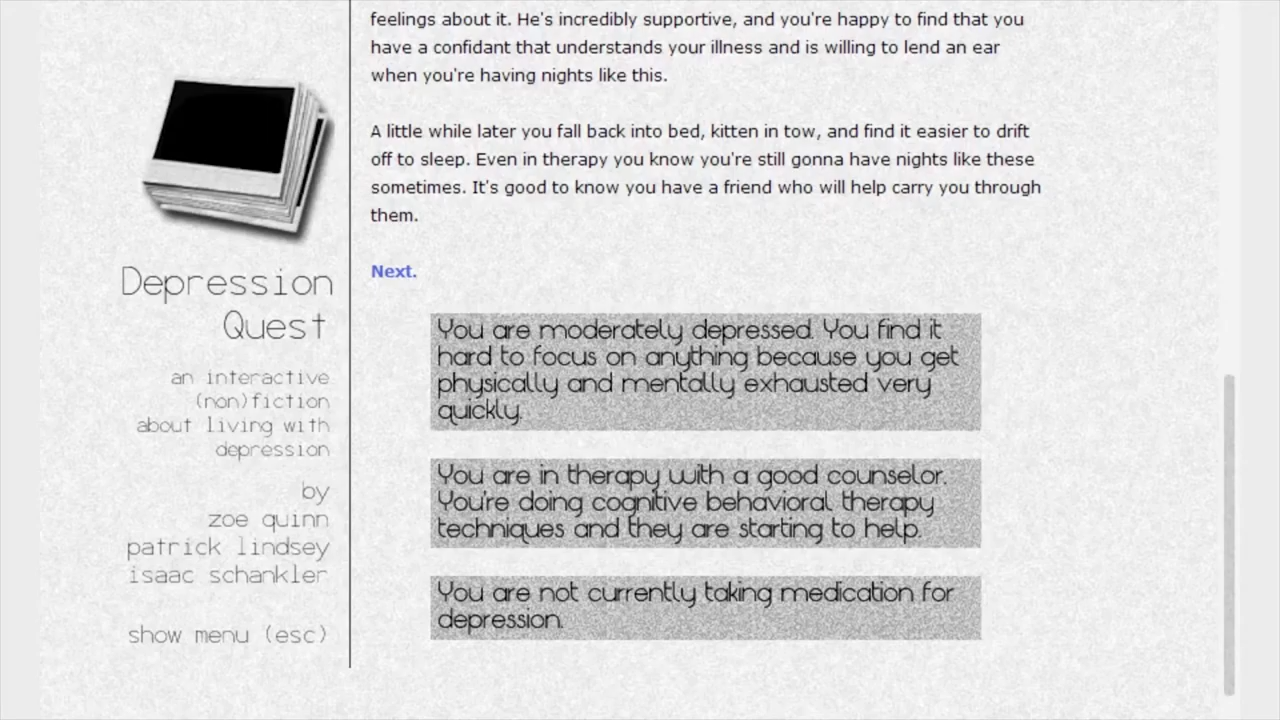 feelings about it. He's incredibly supportive, and you're happy to find that you
have a confidant that understands your illness and is willing to lend an ear
when you're having nights like this.
A little while later you fall back into bed, kitten in tow, and find it easier to drift
off to sleep. Even in therapy you know you're still gonna have nights like these
sometimes. It's good to know you have a friend who will help carry you through
them.
Next.
You are moderately depressed. You find it
hard to focus on anything because you get
physically and mentally exhausted very
quickly.
You are in therapy with a good counselor.
You're doing cognitive behavioral therapy
techniques and they are starting to help.
You are not currently taking medication for
depression.
Depression
Quest
an interactive
(non)fiction
about living with
depression
by
zoe quinn
patrick lindsey
isaac schankler
show menu (esc)